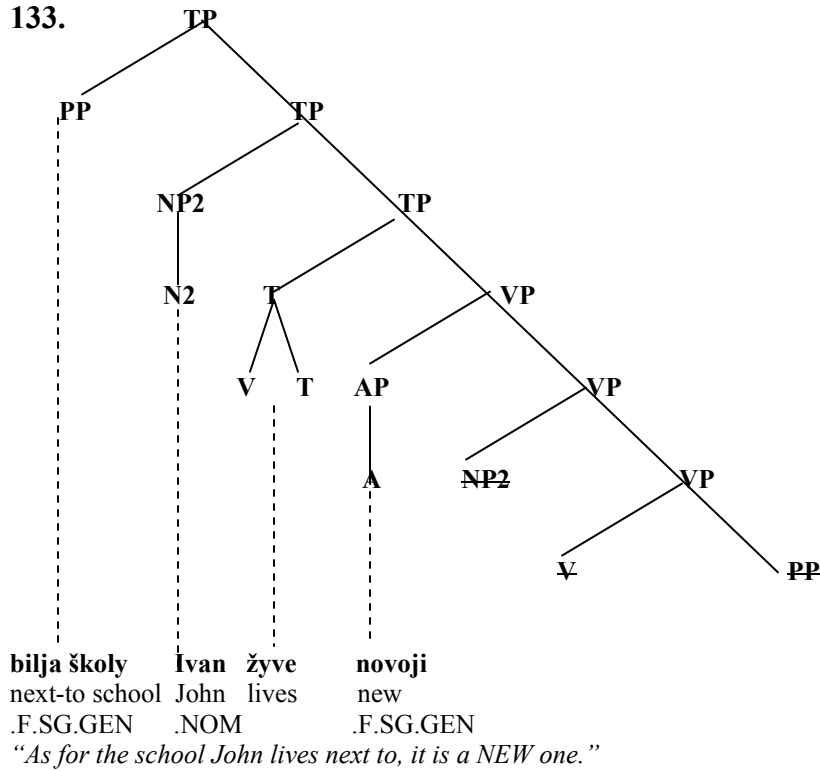 133.
TP
PP TP
NP2 TP
N2 T VP
V T AP VP
A NP2 VP
V PP
bilja školy Ivan žyve novoji
next-to school John lives new
.F.SG.GEN .NOM .F.SG.GEN
“As for the school John lives next to, it is a NEW one.”